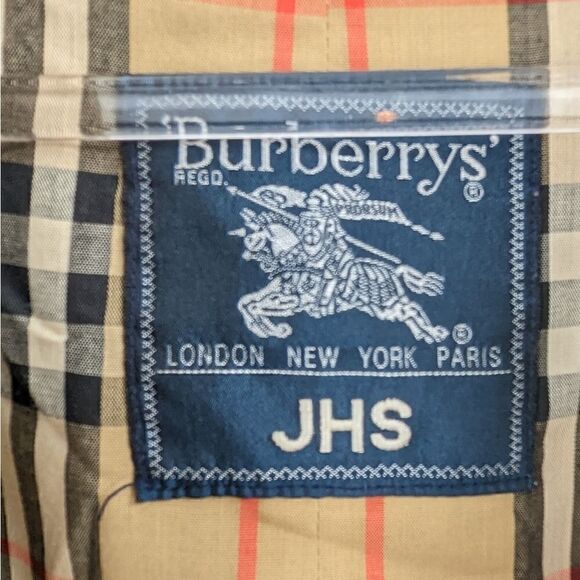 'Burberrys'®
REGD.
®
LONDON NEW YORK PARIS
JHS